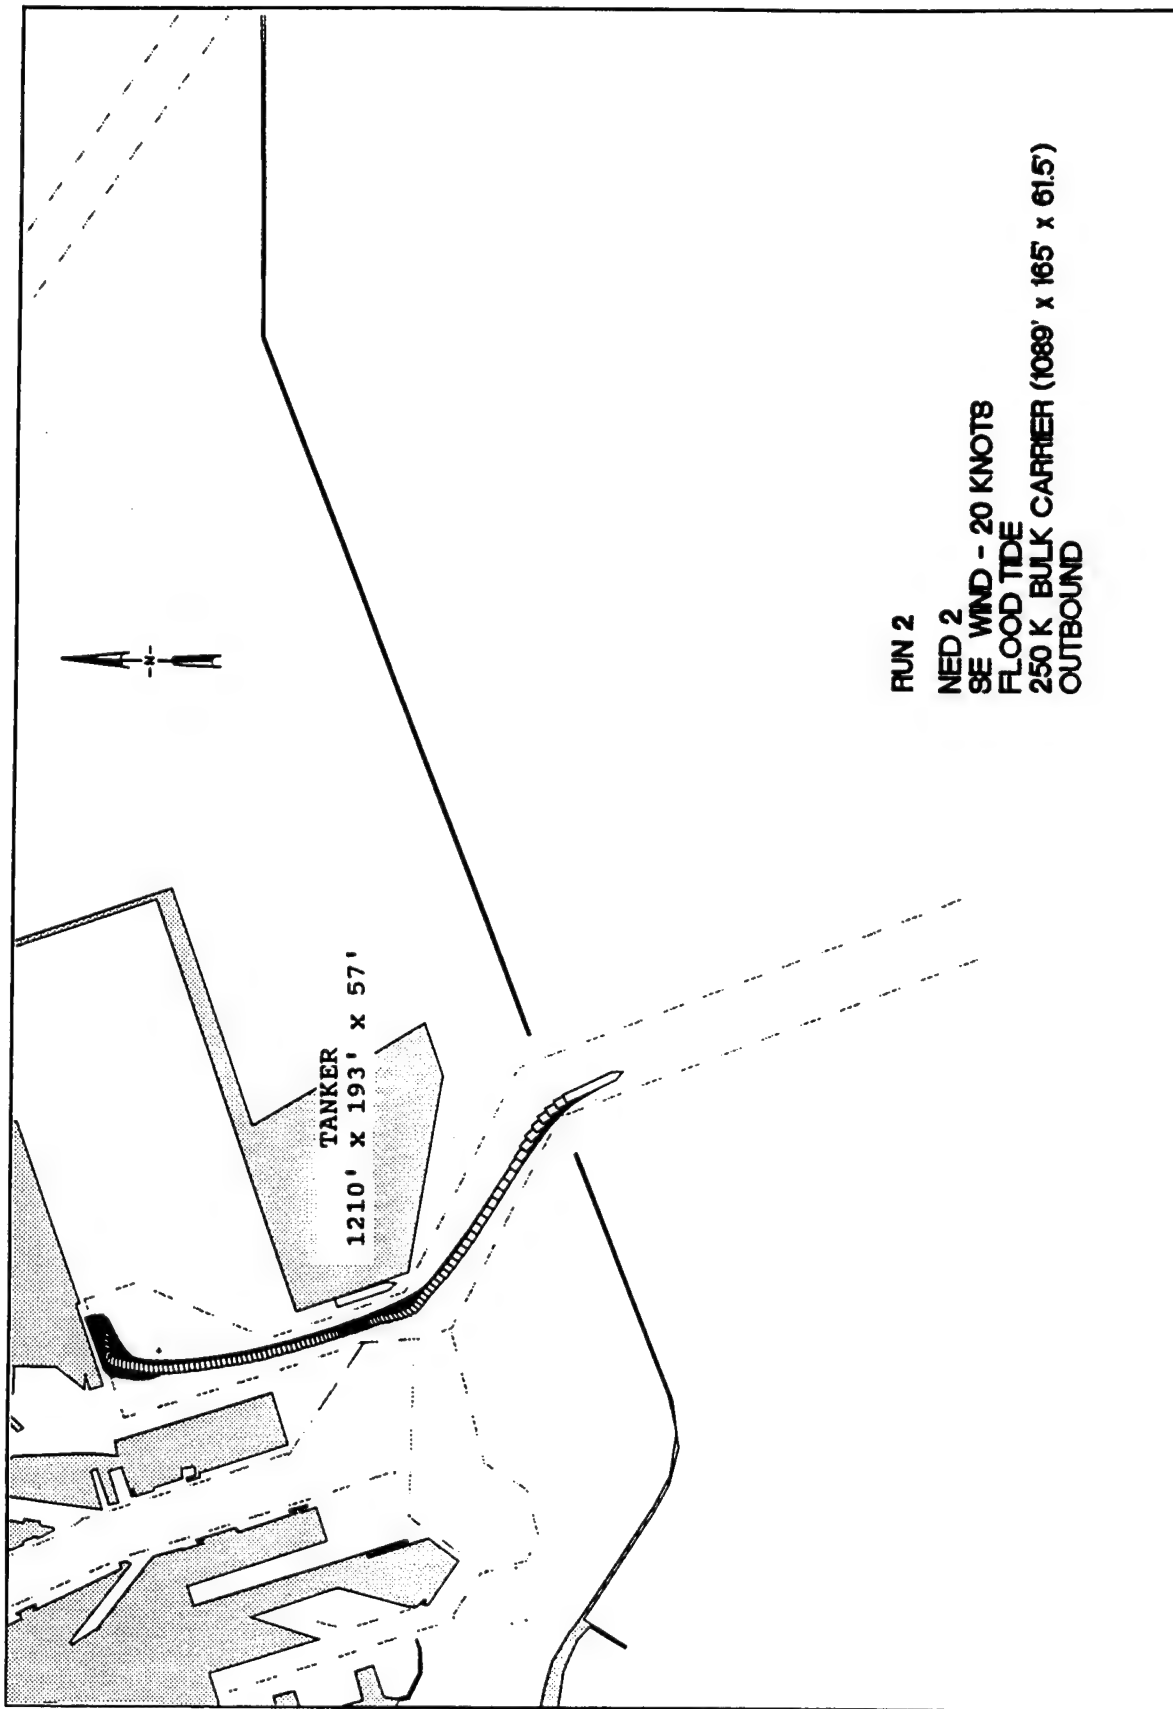 -N-
TANKER
1210' X 193' X 57'
RUN 2
NED 2
SE WIND - 20 KNOTS
FLOOD TIDE
250 K BULK CARRIER (1089' x 165' x 61.5')
OUTBOUND